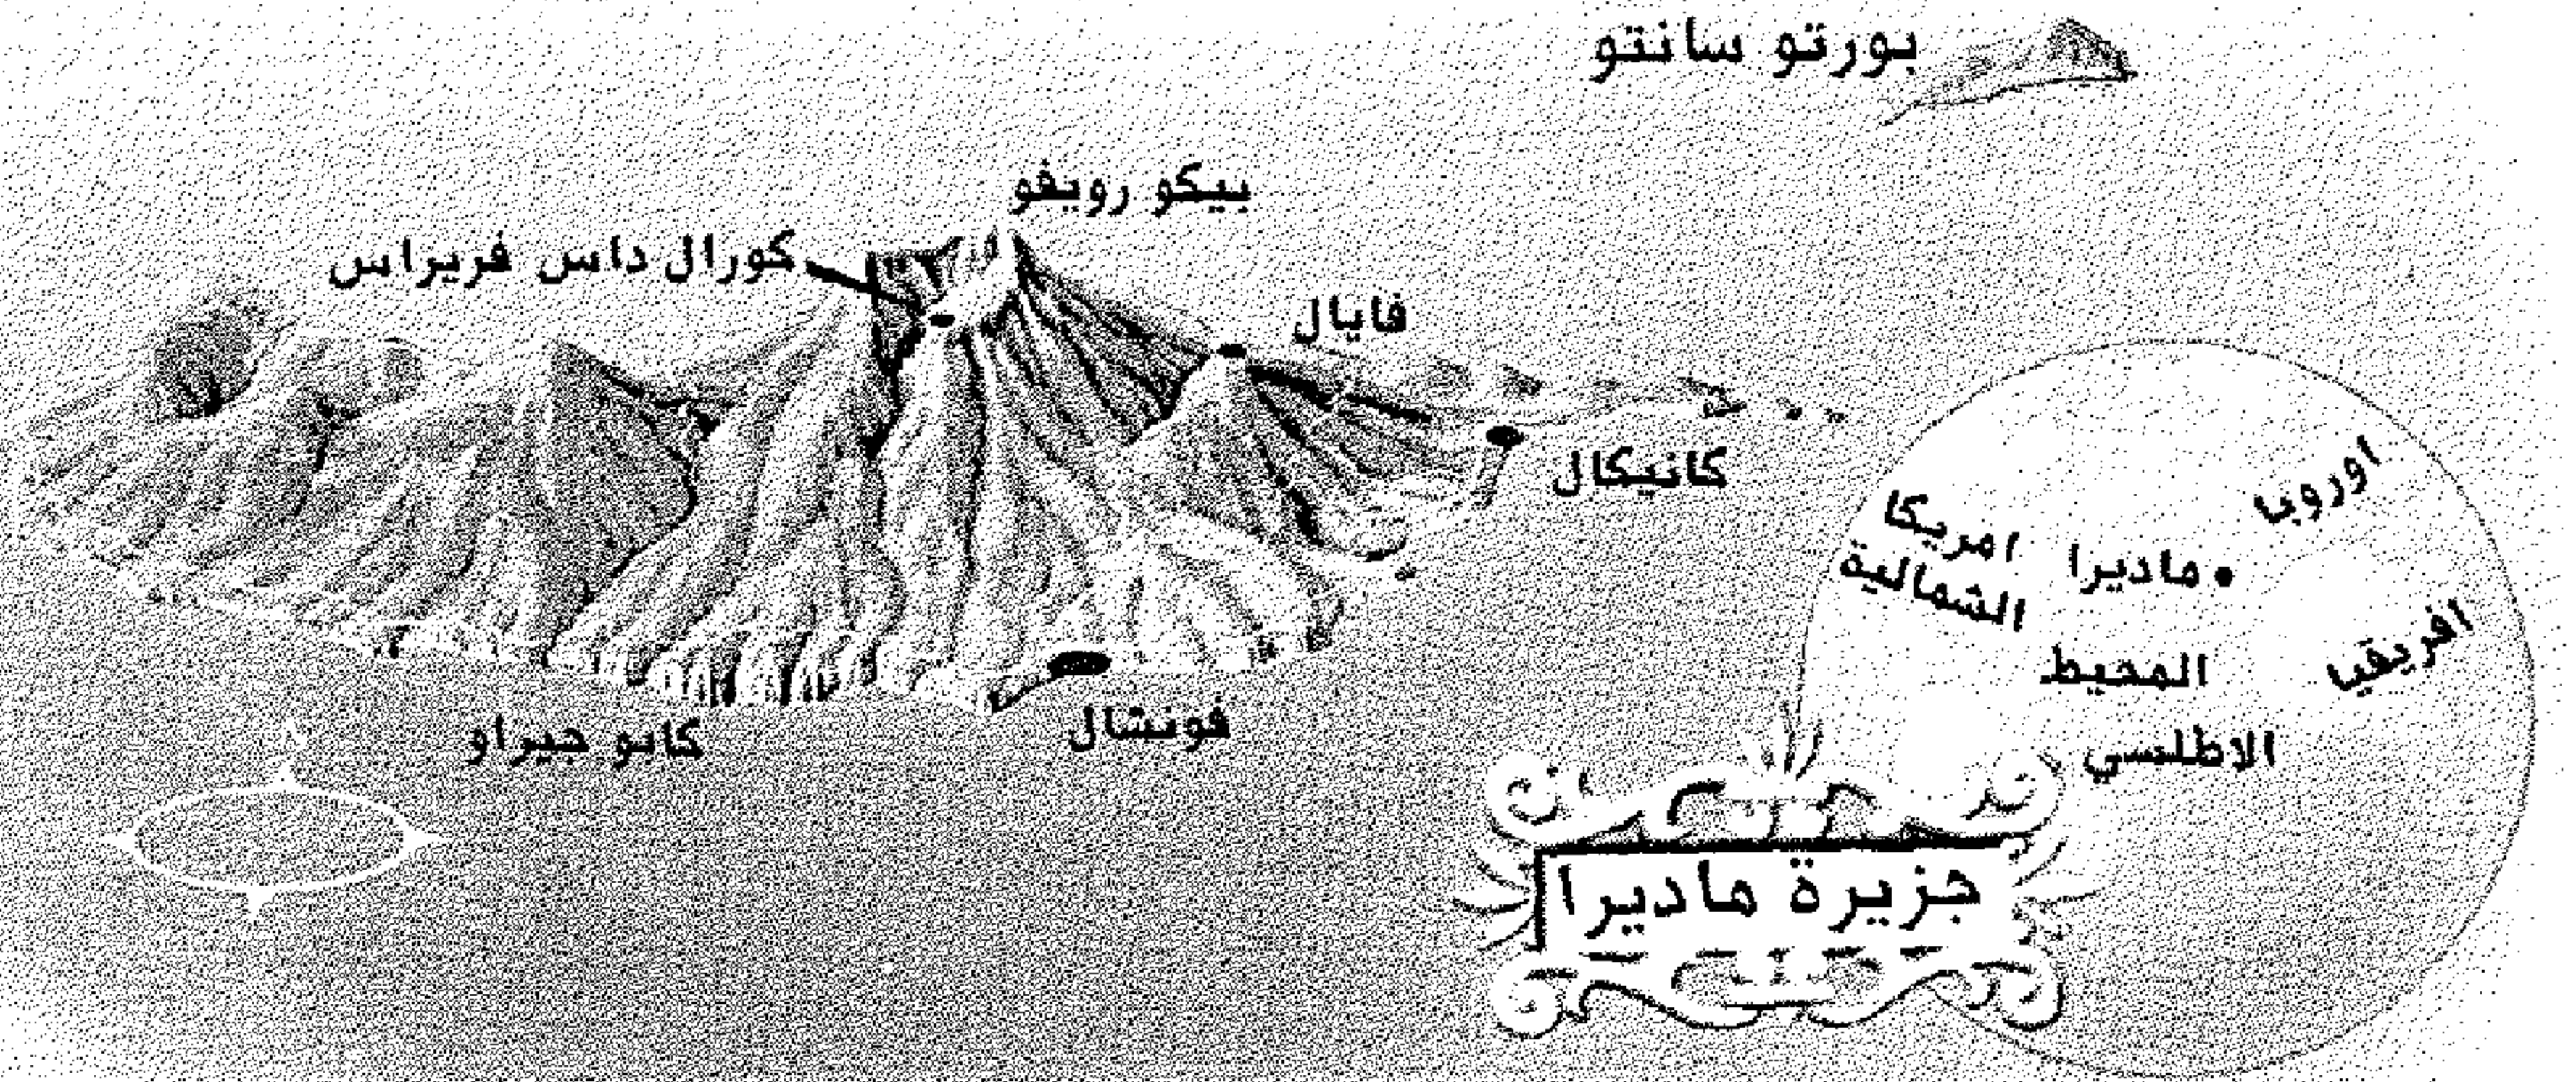 بورتو سانتو
بيكو رويفو
كورال داس فريراس
فايال
كانيكال
فونشال
كابو جيراو
اوروبا
امريكا
الشمالية
ماديرا
افريقيا
المحيط
الاطلسي
جزيرة ماديرا